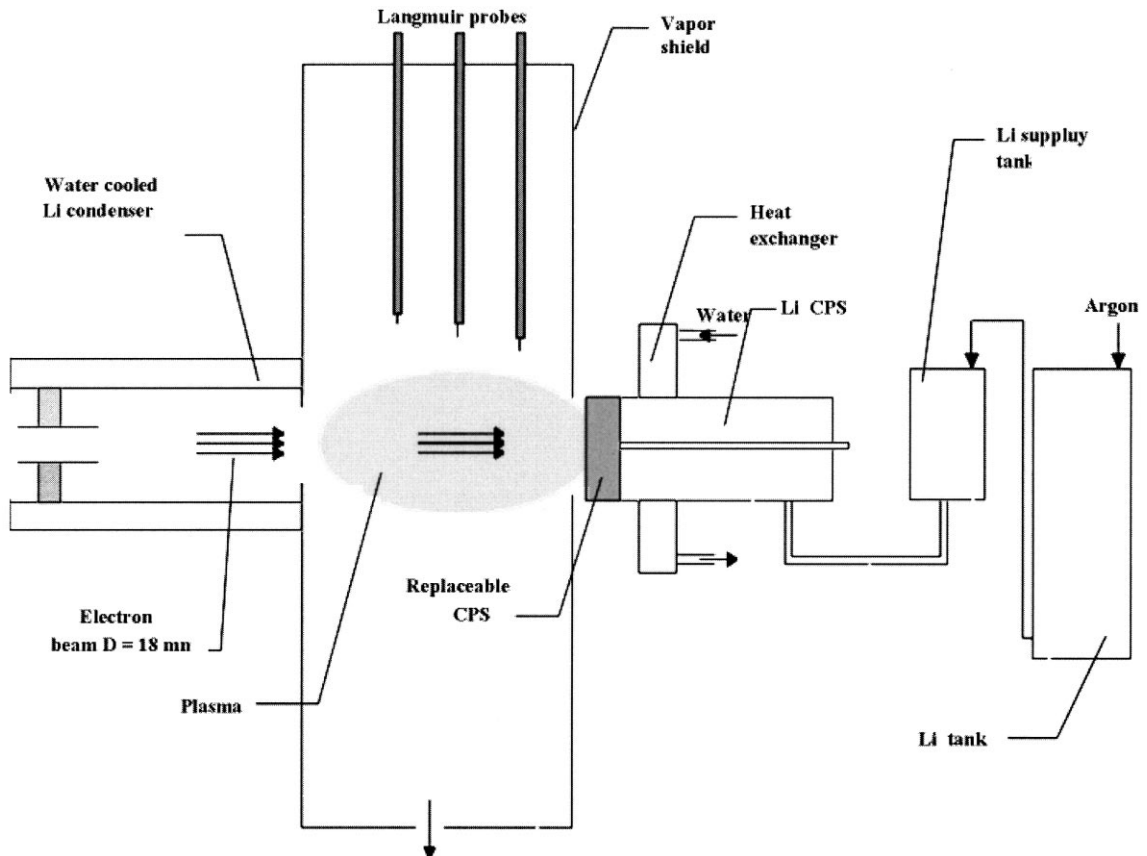 Langmuir probes
Vapor
shield
Li suppluy
tank
Water cooled
Li condenser
Heat
exchanger
Water
Li CPS
Argon
Replaceable
CPS
Electron
beam D = 18 mn
Plasma
Li tank